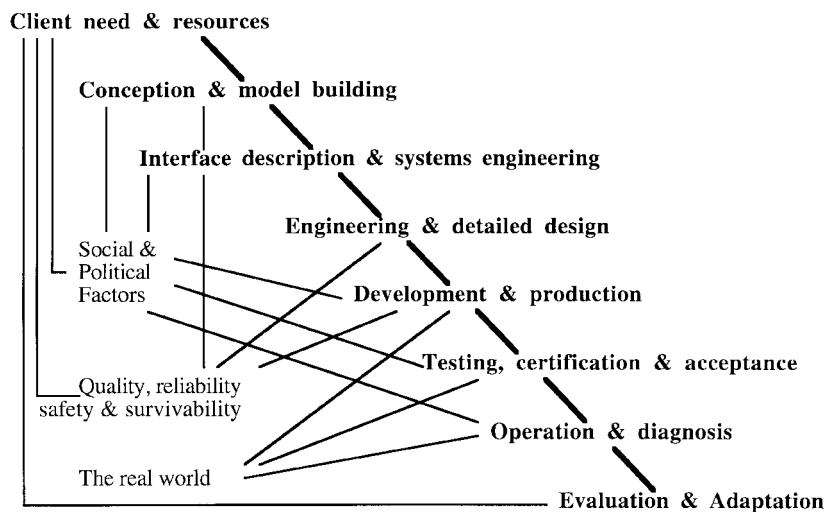 Client need & resources
Conception & model building
Interface description & systems engineering
Engineering & detailed design
Social &
Political
Factors
Development & production
Testing, certification & acceptance
Quality, reliability
safety & survivability
Operation & diagnosis
The real world
Evaluation & Adaptation